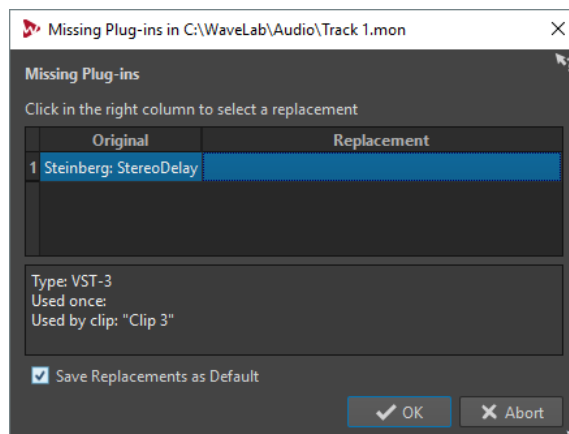 Missing Plug-ins in C:\WaveLab\Audio\Track 1.mon
Missing Plug-ins
Click in the right column to select a replacement
Original Replacement
1 Steinberg: StereoDelay
Type: VST-3
Used once:
Used by clip: "Clip 3"
Save Replacements as Default
OK Abort